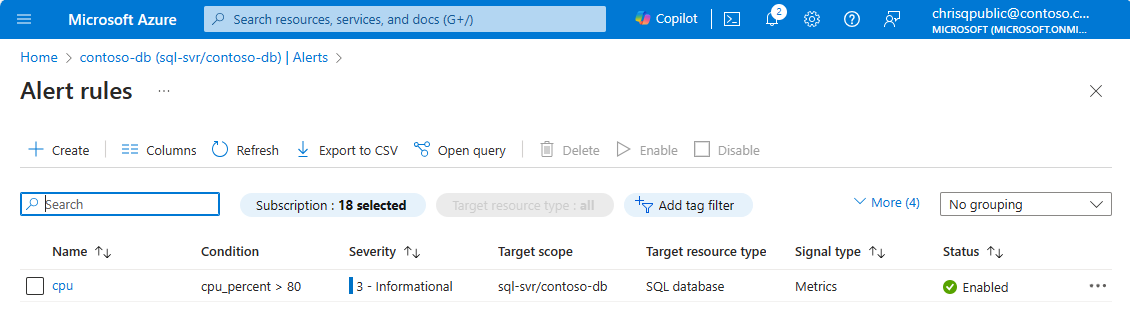 Microsoft Azure Search resources, services, and docs (G+/) Copilot 2 chrisqpublic@contoso.c...
MICROSOFT (MICROSOFT.ONMI...
Home > contoso-db (sql-svr/contoso-db) | Alerts >
Alert rules ...
Create Columns Refresh Export to CSV Open query Delete Enable Disable
Search Subscription : 18 selected Target resource type : all Add tag filter More (4) No grouping
Name ↑↓ Condition Severity ↑↓ Target scope Target resource type Signal type ↑↓ Status ↑↓
cpu cpu_percent > 80 3 - Informational sql-svr/contoso-db SQL database Metrics Enabled ...